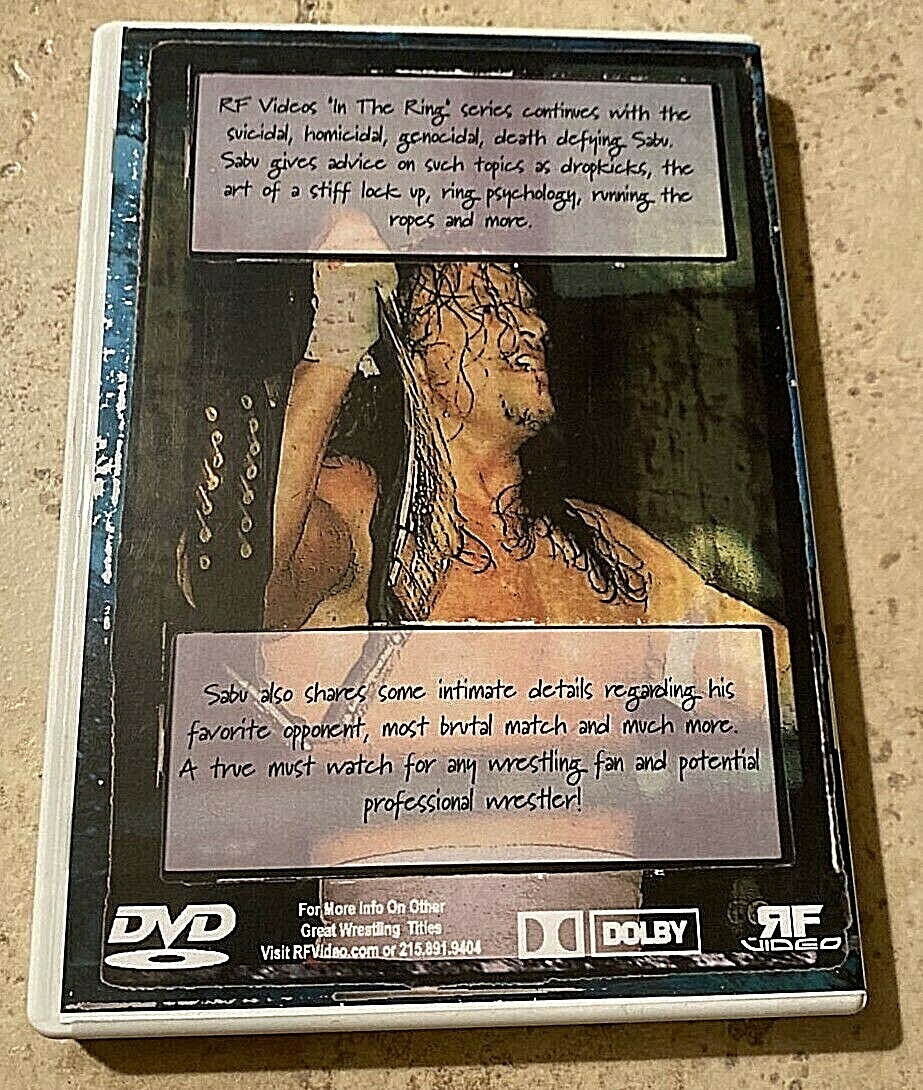 RF Videos "In The Ring" series continues with the
suicidal, homicidal, genocidal, death defying Sabu.
Sabu gives advice on such topics as dropkicks, the
art of a stiff lock up, ring psychology, running the
ropes and more.
Sabu also shares some intimate details regarding his
favorite opponent, most brutal match and much more.
A true must watch for any wrestling fan and potential
professional wrestler!
DVD
For More Info On Other
Great Wrestling Titles
Visit RFVideo.com or 215.891.9404
DOLBY
RF
VIDEO